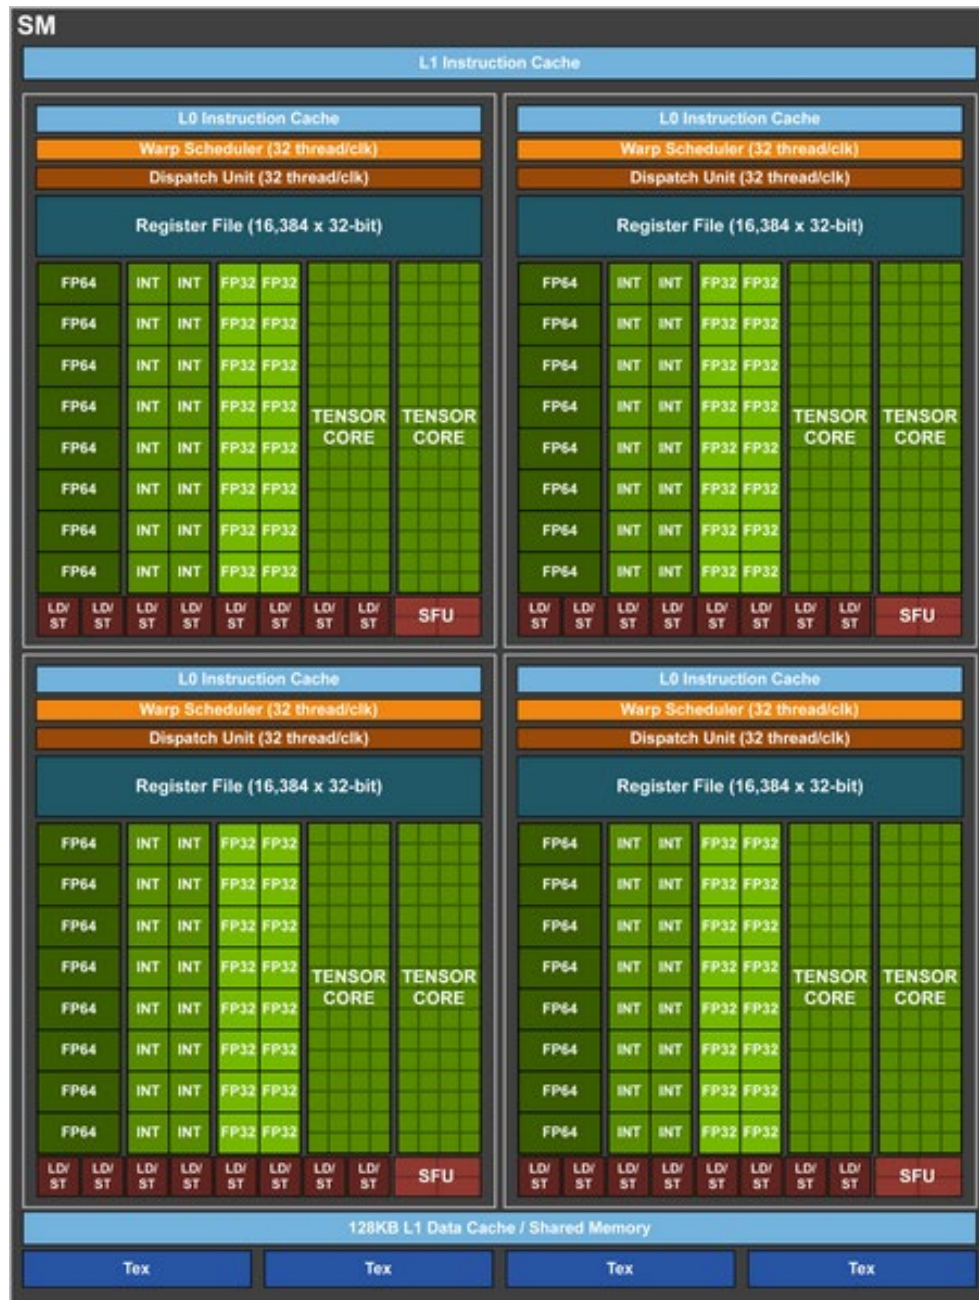 SM
L1 Instruction Cache
L0 Instruction Cache
Warp Scheduler (32 thread/clk)
Dispatch Unit (32 thread/clk)
Register File (16,384 x 32-bit)
FP64 INT INT FP32 FP32
FP64 INT INT FP32 FP32
FP64 INT INT FP32 FP32
FP64 INT INT FP32 FP32
TENSOR CORE TENSOR CORE
FP64 INT INT FP32 FP32
FP64 INT INT FP32 FP32
FP64 INT INT FP32 FP32
FP64 INT INT FP32 FP32
LD/ST LD/ST LD/ST LD/ST LD/ST LD/ST LD/ST LD/ST SFU
L0 Instruction Cache
Warp Scheduler (32 thread/clk)
Dispatch Unit (32 thread/clk)
Register File (16,384 x 32-bit)
FP64 INT INT FP32 FP32
FP64 INT INT FP32 FP32
FP64 INT INT FP32 FP32
FP64 INT INT FP32 FP32
TENSOR CORE TENSOR CORE
FP64 INT INT FP32 FP32
FP64 INT INT FP32 FP32
FP64 INT INT FP32 FP32
FP64 INT INT FP32 FP32
LD/ST LD/ST LD/ST LD/ST LD/ST LD/ST LD/ST LD/ST SFU
L0 Instruction Cache
Warp Scheduler (32 thread/clk)
Dispatch Unit (32 thread/clk)
Register File (16,384 x 32-bit)
FP64 INT INT FP32 FP32
FP64 INT INT FP32 FP32
FP64 INT INT FP32 FP32
FP64 INT INT FP32 FP32
TENSOR CORE TENSOR CORE
FP64 INT INT FP32 FP32
FP64 INT INT FP32 FP32
FP64 INT INT FP32 FP32
FP64 INT INT FP32 FP32
LD/ST LD/ST LD/ST LD/ST LD/ST LD/ST LD/ST LD/ST SFU
L0 Instruction Cache
Warp Scheduler (32 thread/clk)
Dispatch Unit (32 thread/clk)
Register File (16,384 x 32-bit)
FP64 INT INT FP32 FP32
FP64 INT INT FP32 FP32
FP64 INT INT FP32 FP32
FP64 INT INT FP32 FP32
TENSOR CORE TENSOR CORE
FP64 INT INT FP32 FP32
FP64 INT INT FP32 FP32
FP64 INT INT FP32 FP32
FP64 INT INT FP32 FP32
LD/ST LD/ST LD/ST LD/ST LD/ST LD/ST LD/ST LD/ST SFU
128KB L1 Data Cache / Shared Memory
Tex Tex Tex Tex